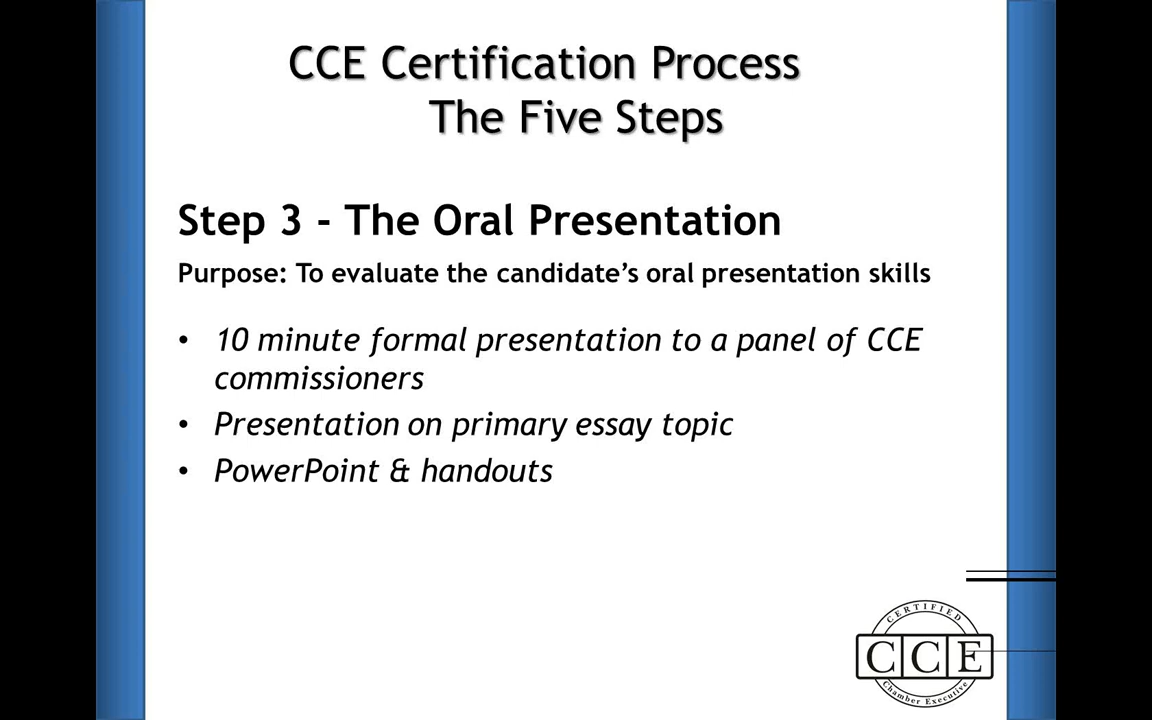 CCE Certification Process
The Five Steps
Step 3 - The Oral Presentation
Purpose: To evaluate the candidate’s oral presentation skills
• 10 minute formal presentation to a panel of CCE
commissioners
• Presentation on primary essay topic
• PowerPoint & handouts
CERTIFIED
CCE
Chamber Executive